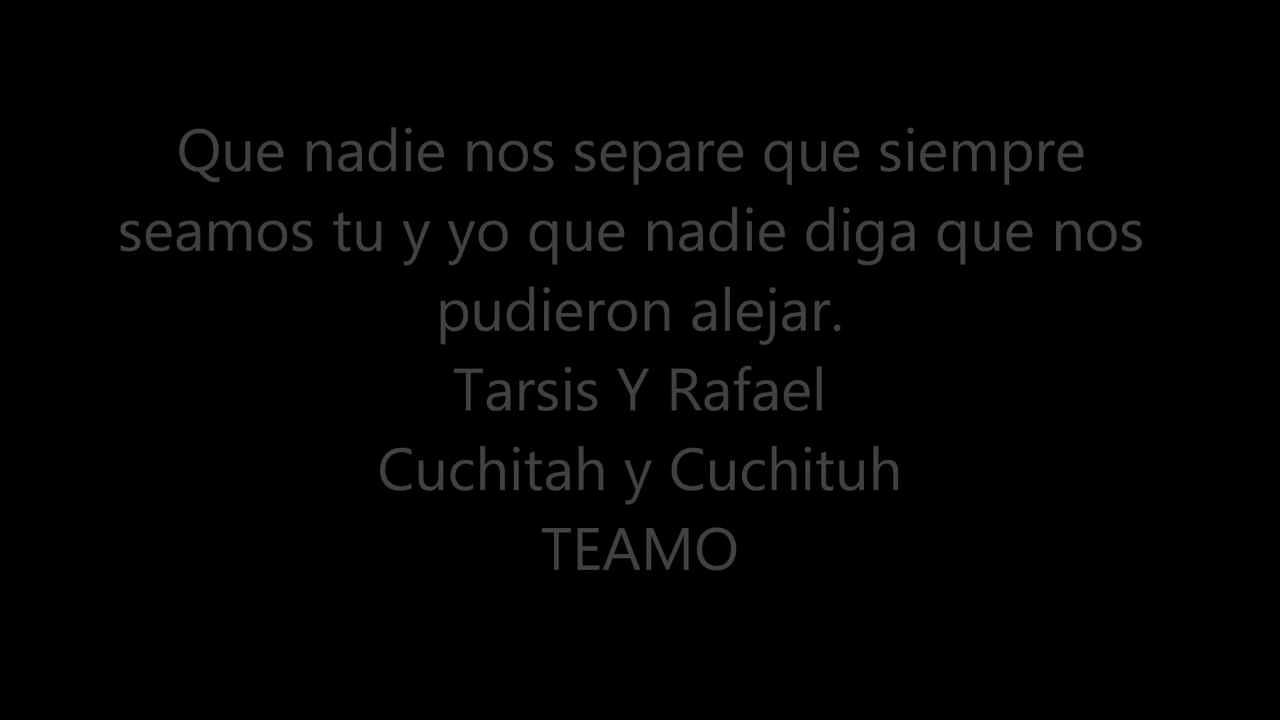 Que nadie nos separe que siempre
seamos tu y yo que nadie diga que nos
pudieron alejar.
Tarsis Y Rafael
Cuchitah y Cuchituh
TEAMO